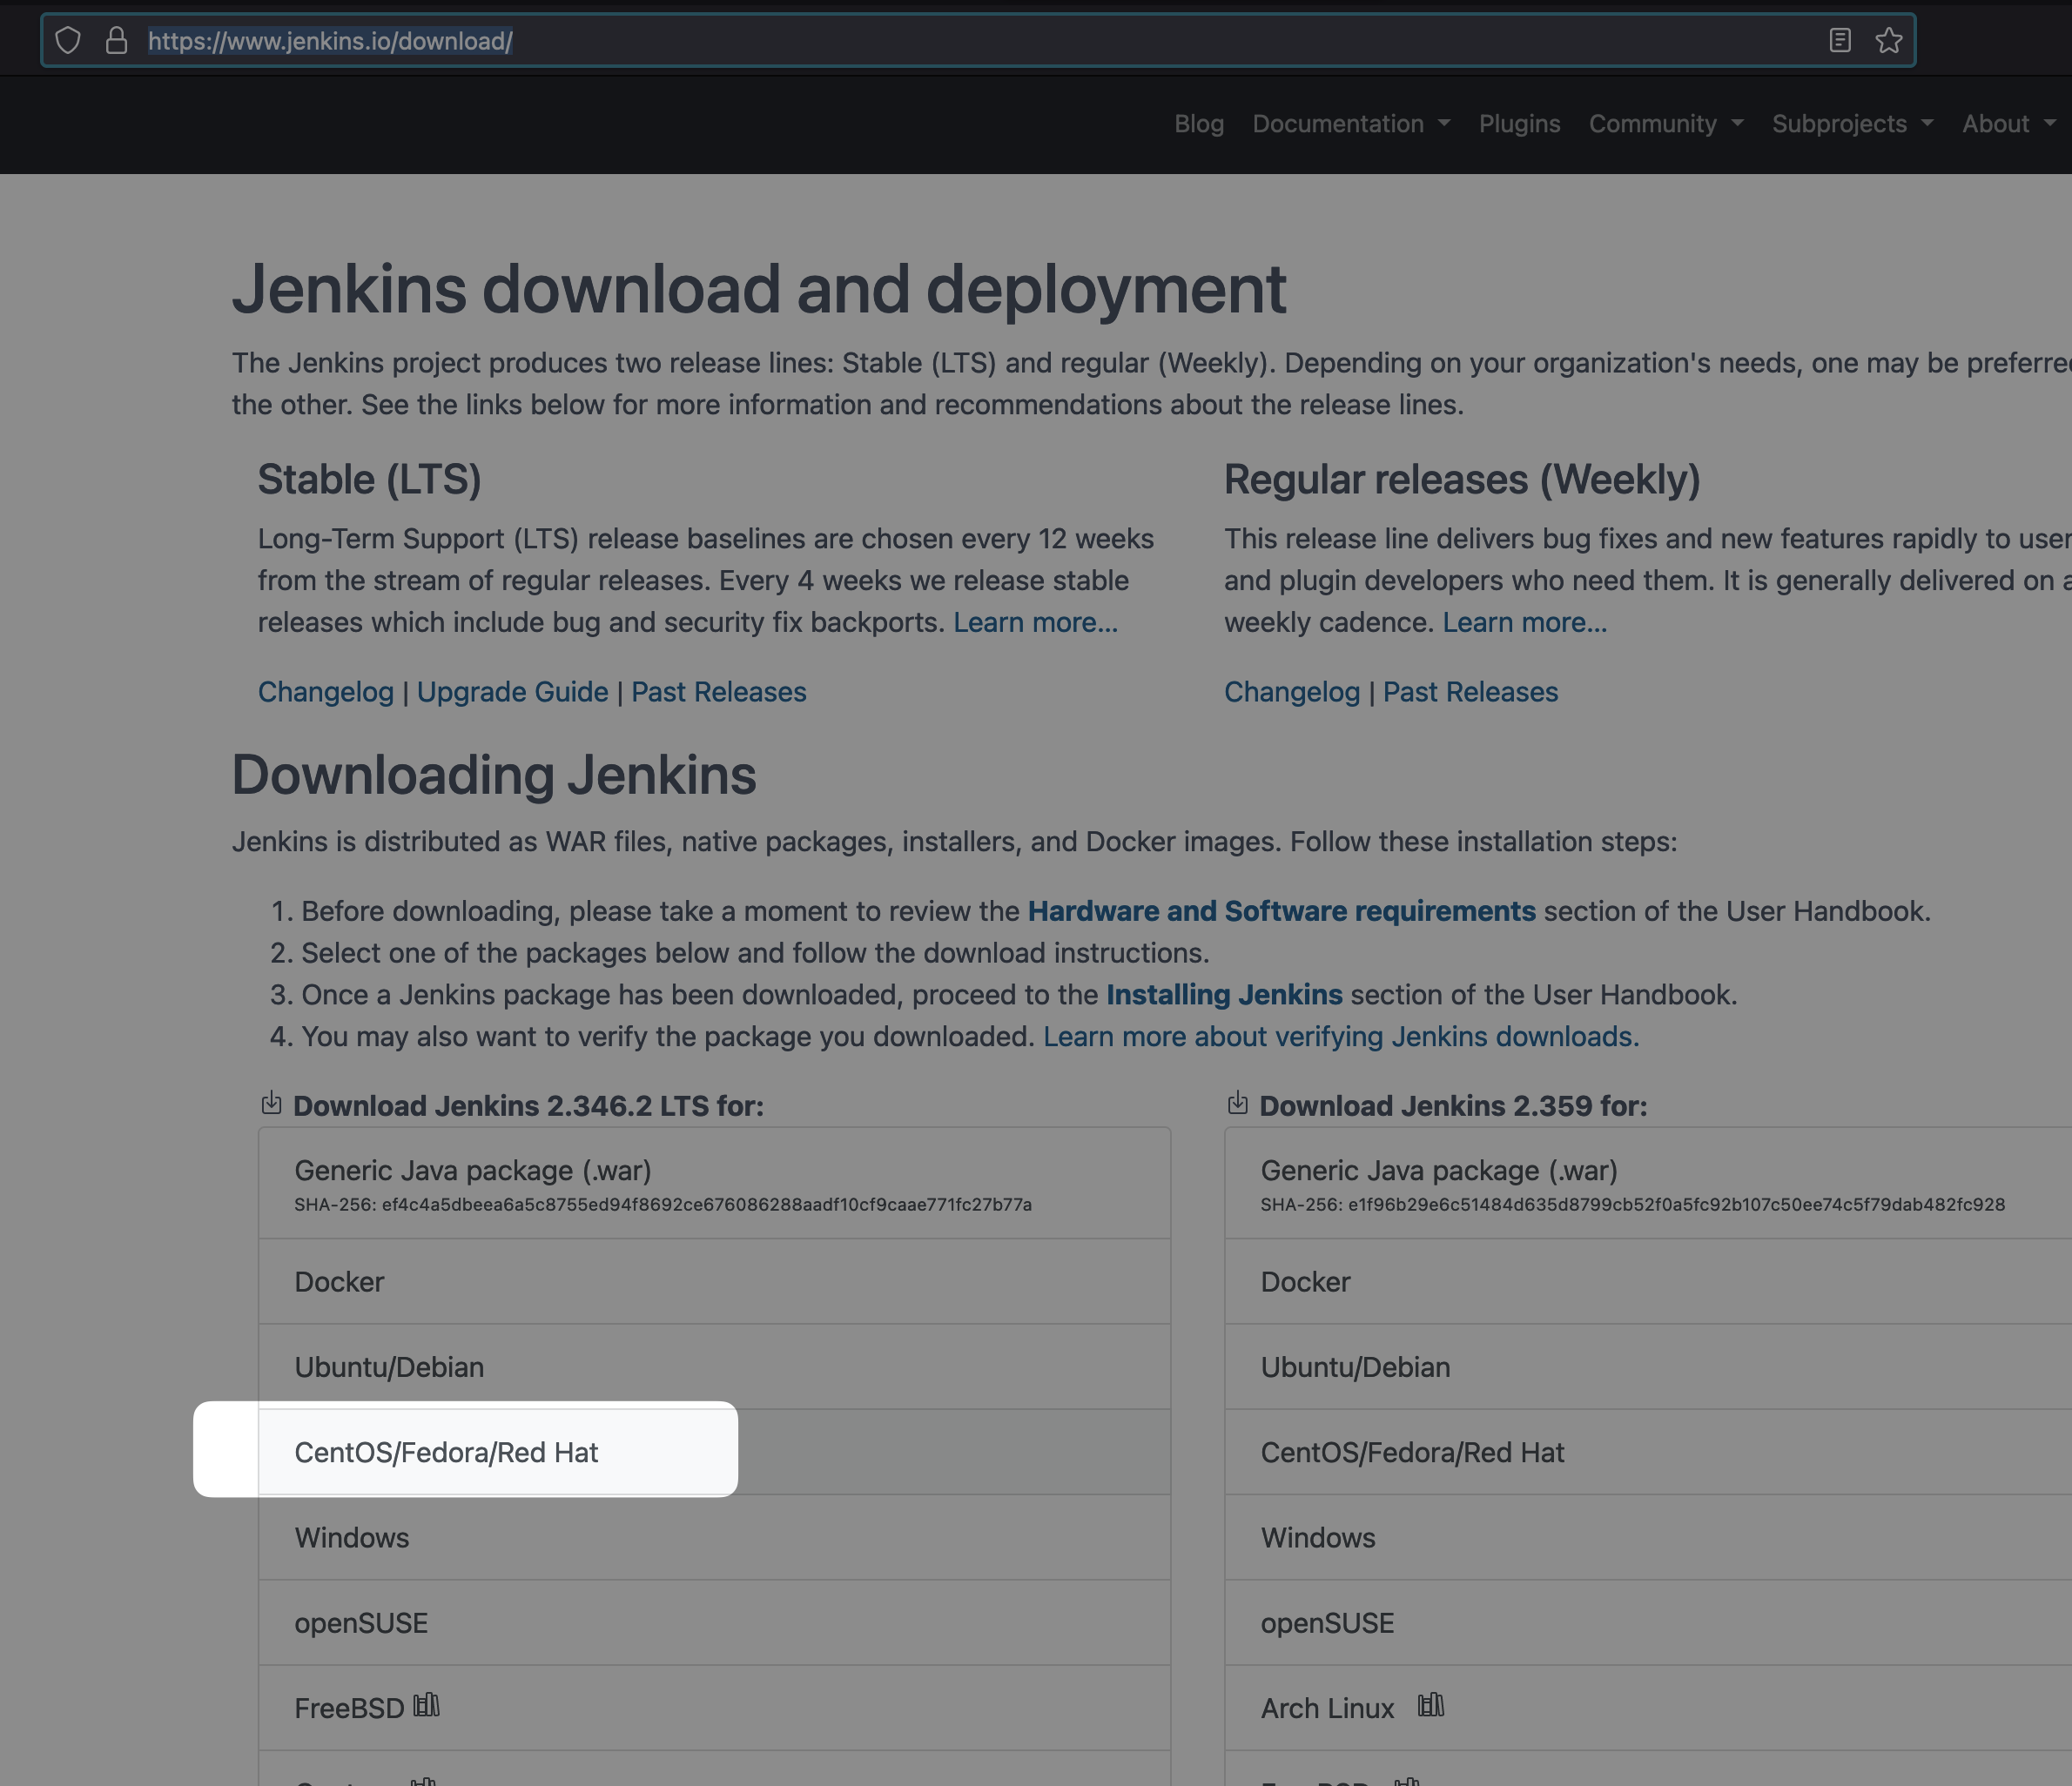 https://www.jenkins.io/download/
Blog Documentation Plugins Community Subprojects About
Jenkins download and deployment
The Jenkins project produces two release lines: Stable (LTS) and regular (Weekly). Depending on your organization's needs, one may be preferred
the other. See the links below for more information and recommendations about the release lines.
Stable (LTS)
Long-Term Support (LTS) release baselines are chosen every 12 weeks
from the stream of regular releases. Every 4 weeks we release stable
releases which include bug and security fix backports. Learn more...
Changelog | Upgrade Guide | Past Releases
Regular releases (Weekly)
This release line delivers bug fixes and new features rapidly to user
and plugin developers who need them. It is generally delivered on a
weekly cadence. Learn more...
Changelog | Past Releases
Downloading Jenkins
Jenkins is distributed as WAR files, native packages, installers, and Docker images. Follow these installation steps:
1. Before downloading, please take a moment to review the Hardware and Software requirements section of the User Handbook.
2. Select one of the packages below and follow the download instructions.
3. Once a Jenkins package has been downloaded, proceed to the Installing Jenkins section of the User Handbook.
4. You may also want to verify the package you downloaded. Learn more about verifying Jenkins downloads.
Download Jenkins 2.346.2 LTS for:
Generic Java package (.war)
SHA-256: ef4c4a5dbeea6a5c8755ed94f8692ce676086288aadf10cf9caae771fc27b77a
Docker
Ubuntu/Debian
CentOS/Fedora/Red Hat
Windows
openSUSE
FreeBSD
Download Jenkins 2.359 for:
Generic Java package (.war)
SHA-256: e1f96b29e6c51484d635d8799cb52f0a5fc92b107c50ee74c5f79dab482fc928
Docker
Ubuntu/Debian
CentOS/Fedora/Red Hat
Windows
openSUSE
Arch Linux